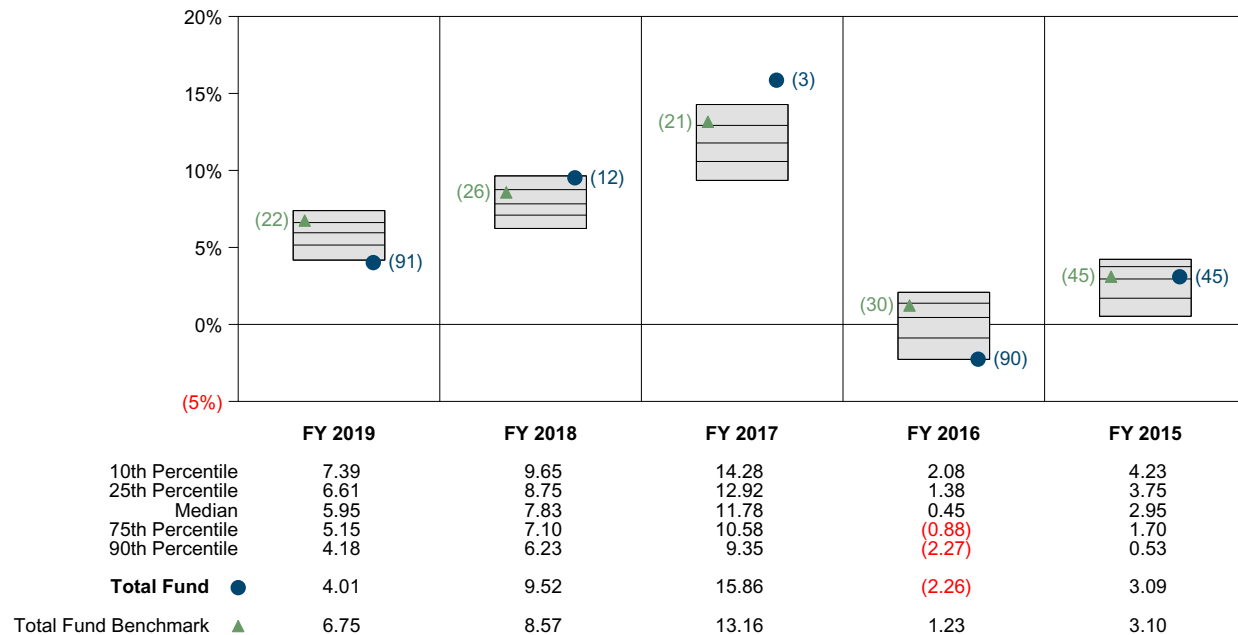 20%
15%
10%
5%
0%
(5%)
(22)
(91)
(26)
(12)
(21)
(3)
(30)
(90)
(45)
(45)
FY 2019 FY 2018 FY 2017 FY 2016 FY 2015
10th Percentile 7.39 9.65 14.28 2.08 4.23
25th Percentile 6.61 8.75 12.92 1.38 3.75
Median 5.95 7.83 11.78 0.45 2.95
75th Percentile 5.15 7.10 10.58 (0.88) 1.70
90th Percentile 4.18 6.23 9.35 (2.27) 0.53
Total Fund 4.01 9.52 15.86 (2.26) 3.09
Total Fund Benchmark 6.75 8.57 13.16 1.23 3.10